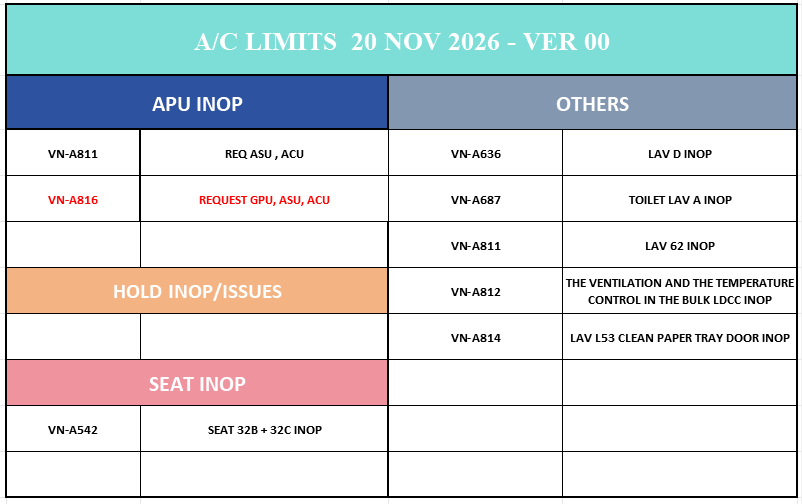 A/C LIMITS 20 NOV 2026 - VER 00
APU INOP
OTHERS
VN-A811
REQ ASU , ACU
VN-A636
LAV D INOP
VN-A816
REQUEST GPU, ASU, ACU
VN-A687
TOILET LAV A INOP
VN-A811
LAV 62 INOP
HOLD INOP/ISSUES
VN-A812
THE VENTILATION AND THE TEMPERATURE
CONTROL IN THE BULK LDCC INOP
VN-A814
LAV L53 CLEAN PAPER TRAY DOOR INOP
SEAT INOP
VN-A542
SEAT 32B + 32C INOP